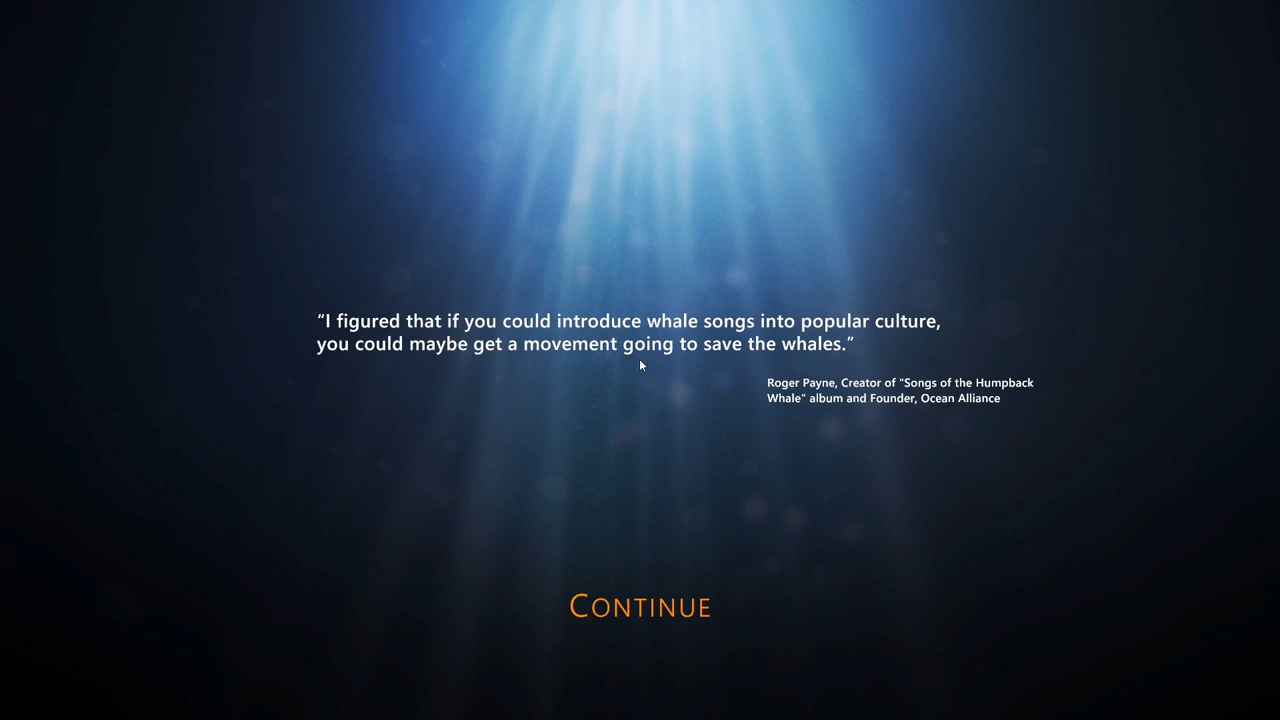 “I figured that if you could introduce whale songs into popular culture,
you could maybe get a movement going to save the whales.”
Roger Payne, Creator of "Songs of the Humpback
Whale" album and Founder, Ocean Alliance
CONTINUE